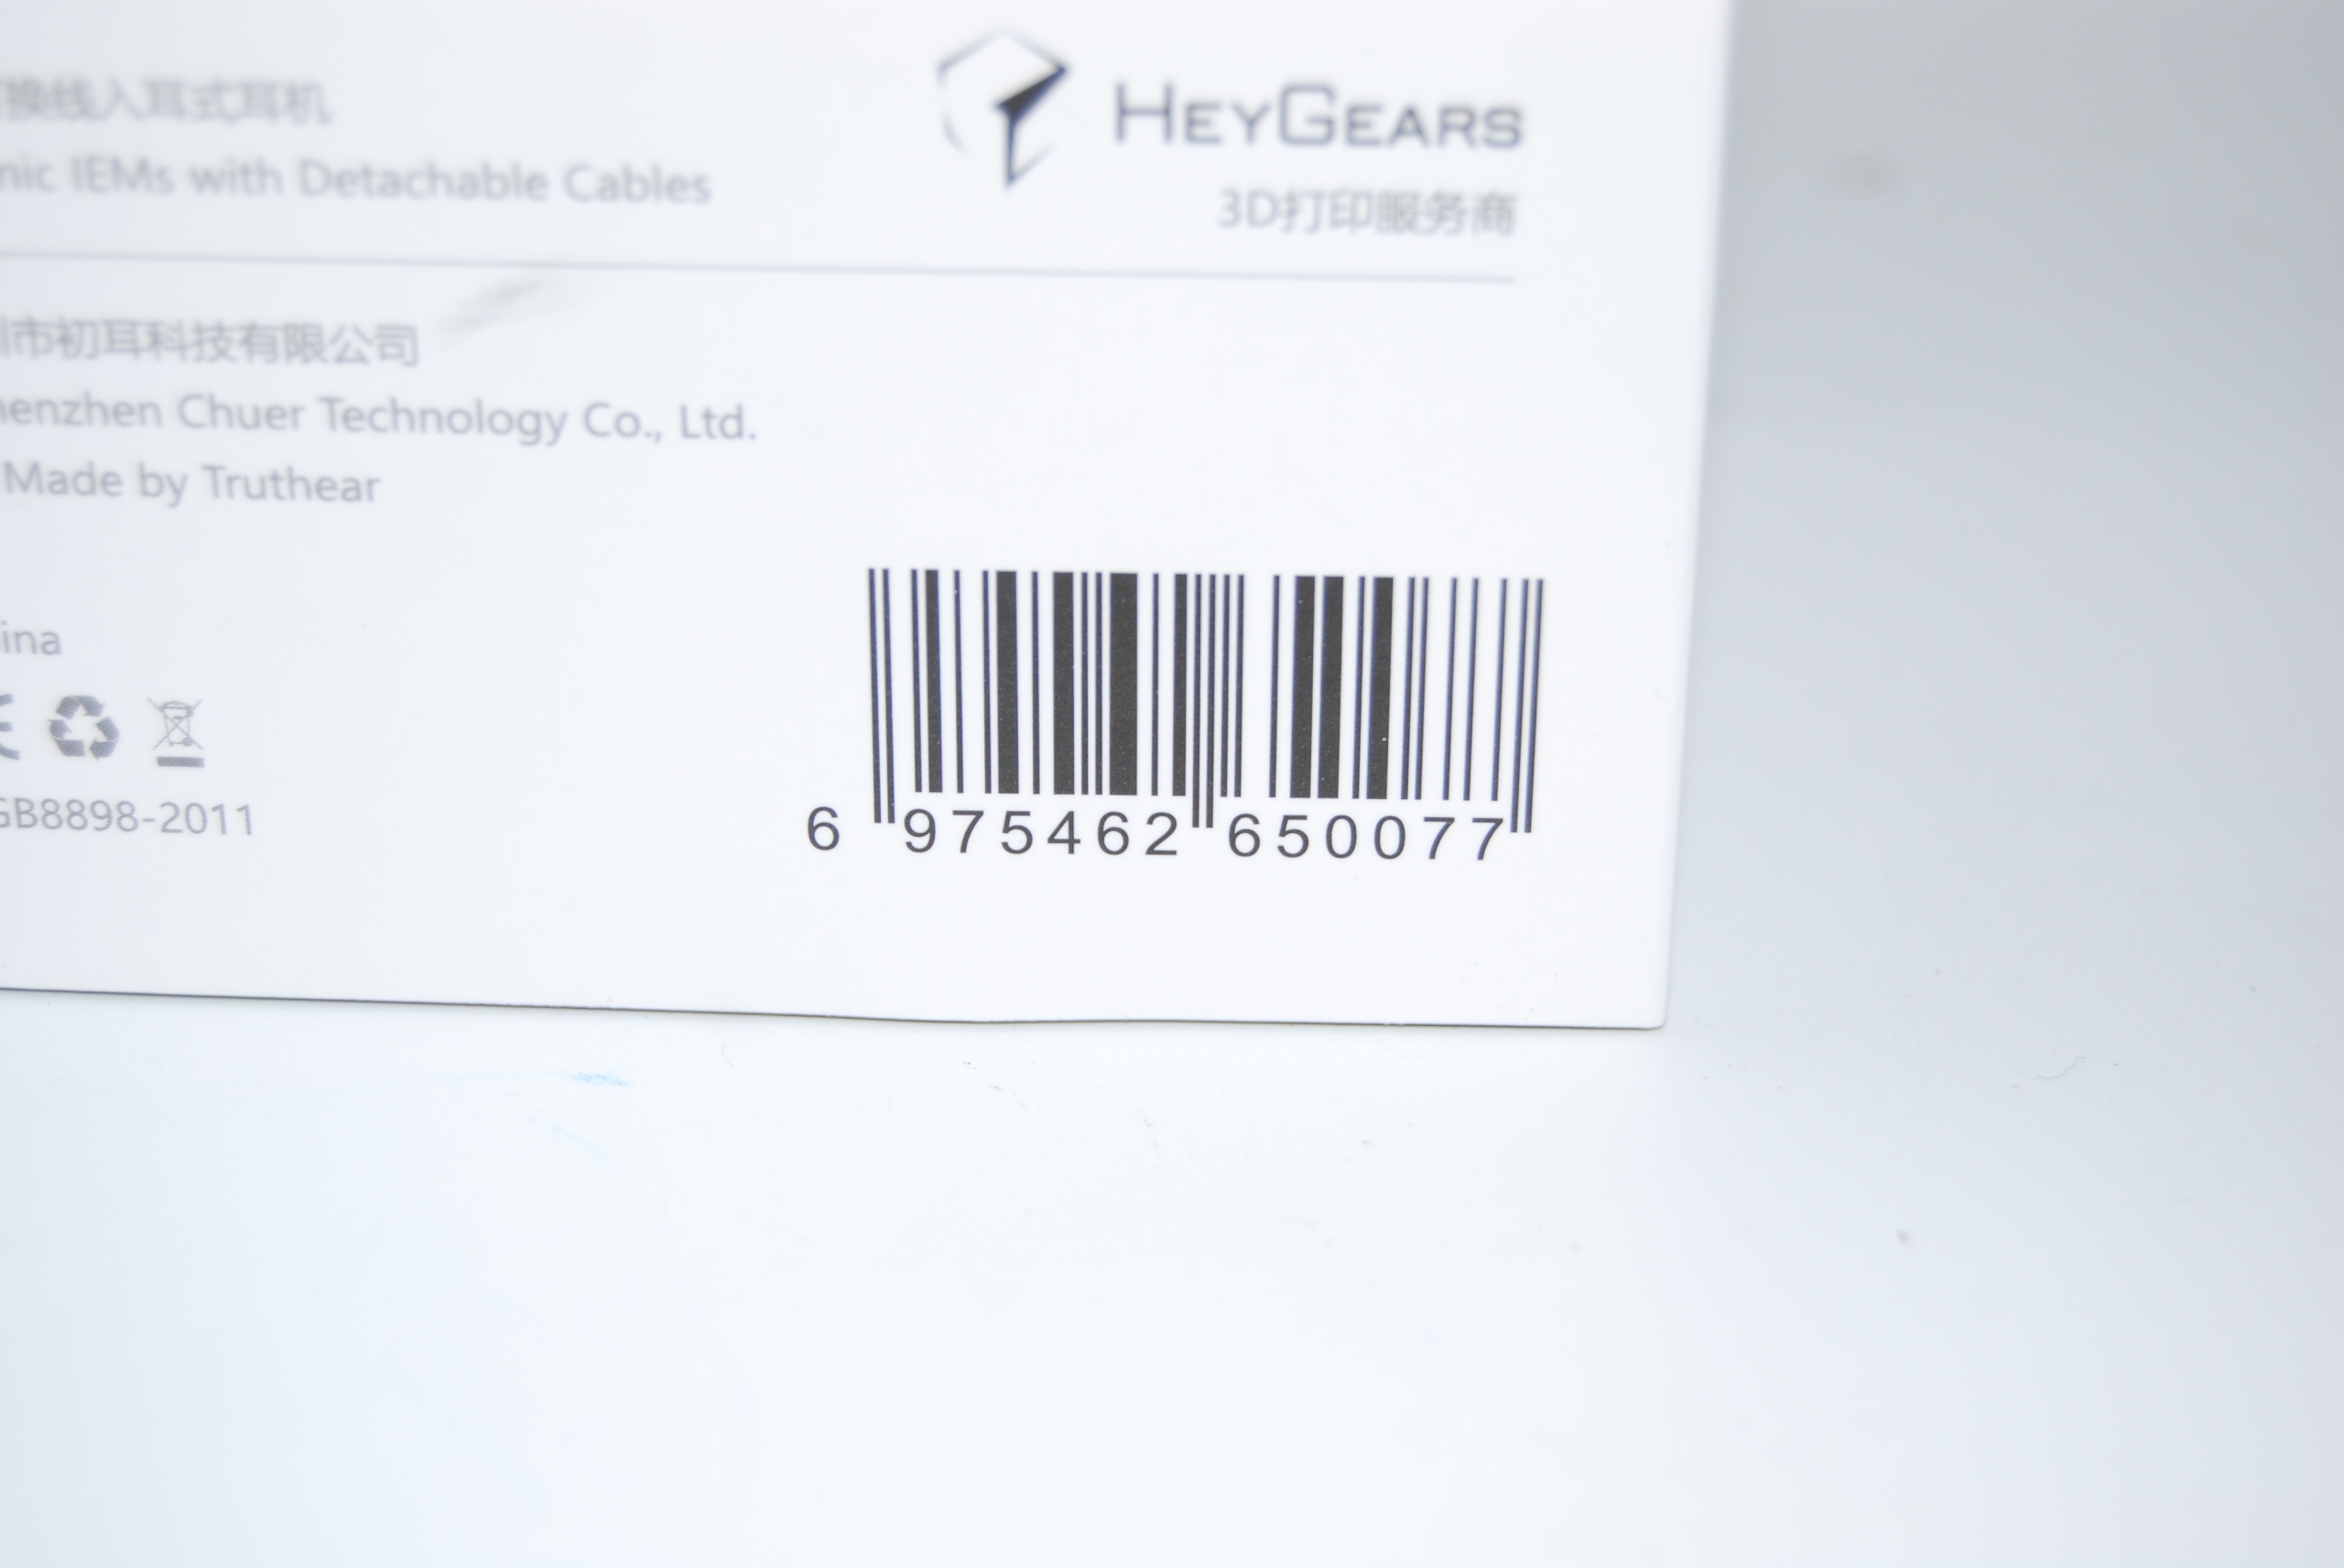 换线入耳式耳机
nic IEMs with Detachable Cables
HEYGEARS
3D打印服务商
市初耳科技有限公司
henzhen Chuer Technology Co., Ltd.
Made by Truthear
ina
GB8898-2011
6 975462 650077